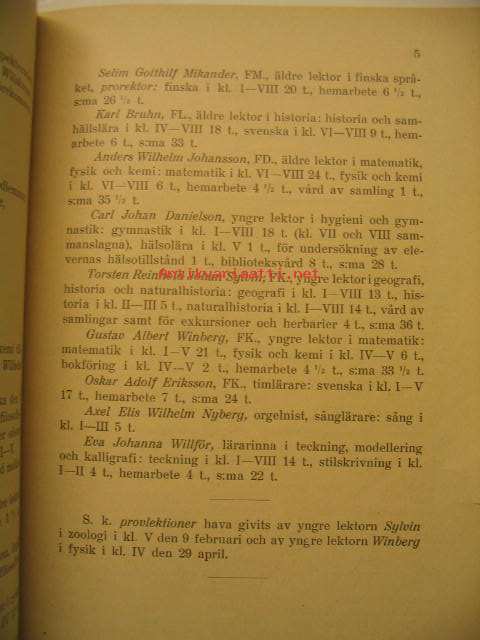 5
Selim Gotthilf Mikander, FM., äldre lektor i finska språ-
ket, prorektor: finska i kl. I—VIII 20 t., hemarbete 6 ½ t.,
s:ma 26 ½ t.
Karl Bruhn, FL., äldre lektor i historia: historia och sam-
hällslära i kl. IV—VIII 18 t., svenska i kl. VI—VIII 9 t., hem-
arbete 6 t., s:ma 33 t.
Anders Wilhelm Johansson, FD., äldre lektor i matematik,
fysik och kemi: matematik i kl. VI—VIII 24 t., fysik och kemi
i kl. VI—VIII 6 t., hemarbete 4 ½ t., vård av samling 1 t.,
s:ma 35 ½ t.
Carl Johan Danielson, yngre lektor i hygieni och gym-
nastik: gymnastik i kl. I—VIII 18 t. (kl. VII och VIII sam-
manslagna), hälsolära i kl. V 1 t., för undersökning av ele-
vernas hälsotillstånd 1 t., biblioteksvård 8 t., s:ma 28 t.
antikvariaatti.net
Torsten Reinhold Johan Sylvin, FK., yngre lektor i geografi,
historia och naturalhistoria: geografi i kl. I—VIII 13 t., his-
toria i kl. II—III 5 t., naturalhistoria i kl. I—VIII 14 t., vård av
samlingar samt för exkursioner och herbarier 4 t., s:ma 36 t.
Gustav Albert Winberg, FK., yngre lektor i matematik:
matematik i kl. I—V 21 t., fysik och kemi i kl. IV—V 6 t.,
bokföring i kl. IV—V 2 t., hemarbete 4 ½ t., s:ma 33 ½ t.
Oskar Adolf Eriksson, FK., timlärare: svenska i kl. I—V
17 t., hemarbete 7 t., s:ma 24 t.
Axel Elis Wilhelm Nyberg, orgelnist, sånglärare: sång i
kl. I—III 5 t.
Eva Johanna Willför, lärarinna i teckning, modellering
och kalligrafi: teckning i kl. I—VIII 14 t., stilskrivning i kl.
I—II 4 t., hemarbete 4 t., s:ma 22 t.
S. k. provlektioner hava givits av yngre lektorn Sylvin
i zoologi i kl. V den 9 februari och av yngre lektorn Winberg
i fysik i kl. IV den 29 april.